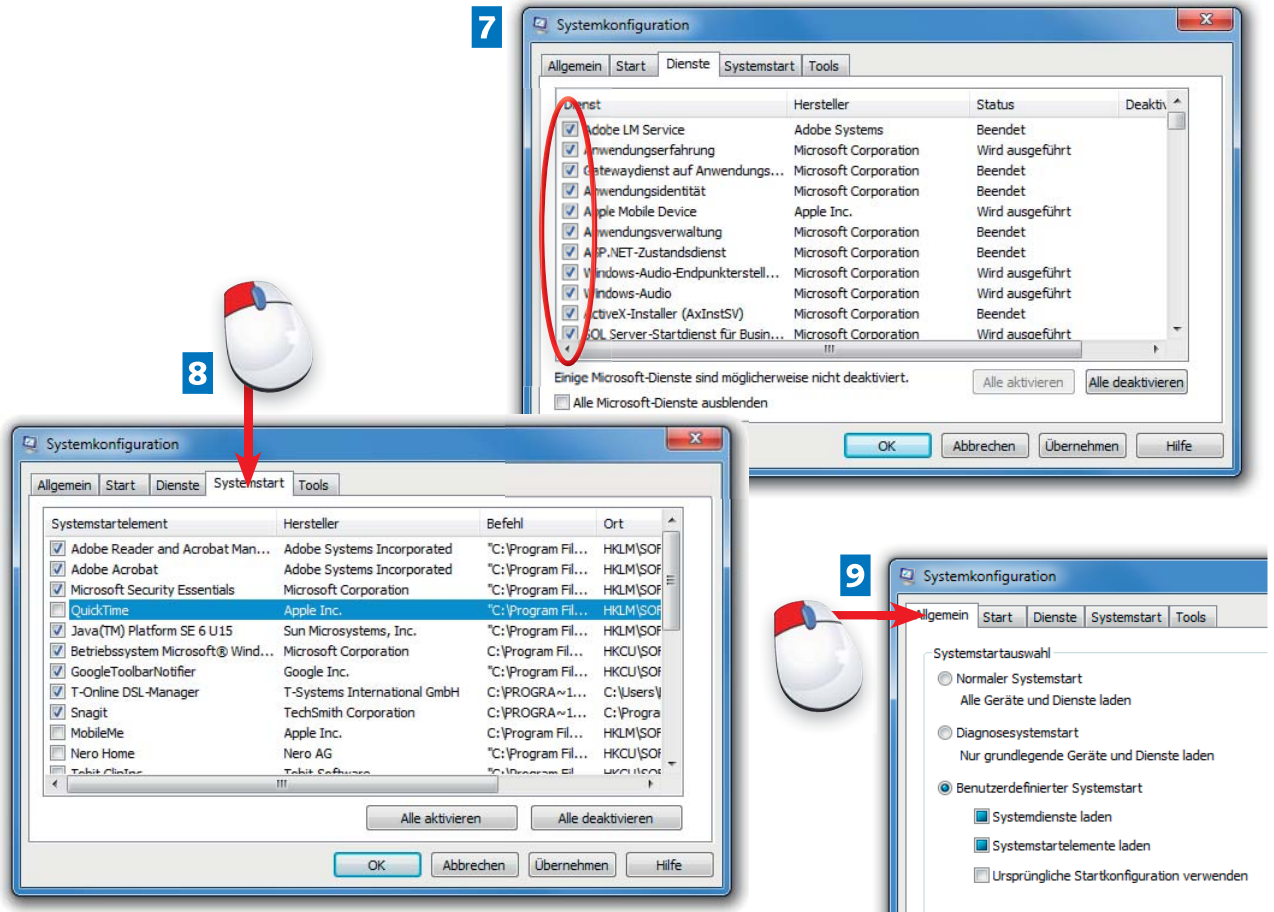 7
Systemkonfiguration
Allgemein Start Dienste Systemstart Tools
Dienst Hersteller Status Deaktiv
Adobe LM Service Adobe Systems Beendet
Anwendungserfahrung Microsoft Corporation Wird ausgeführt
Gatewaydienst auf Anwendungs... Microsoft Corporation Beendet
Anwendungsidentität Microsoft Corporation Beendet
Apple Mobile Device Apple Inc. Wird ausgeführt
Anwendungsverwaltung Microsoft Corporation Beendet
ASP.NET-Zustandsdienst Microsoft Corporation Beendet
Windows-Audio-Endpunkterstell... Microsoft Corporation Wird ausgeführt
Windows-Audio Microsoft Corporation Wird ausgeführt
ActiveX-Installer (AxInstSV) Microsoft Corporation Beendet
SQL Server-Startdienst für Busin... Microsoft Corporation Wird ausgeführt
Einige Microsoft-Dienste sind möglicherweise nicht deaktiviert.
Alle aktivieren Alle deaktivieren
Alle Microsoft-Dienste ausblenden
OK Abbrechen Übernehmen Hilfe
8
Systemkonfiguration
Allgemein Start Dienste Systemstart Tools
Systemstartelement Hersteller Befehl Ort
Adobe Reader and Acrobat Man... Adobe Systems Incorporated "C:\Program Fil... HKLM\SOF
Adobe Acrobat Adobe Systems Incorporated "C:\Program Fil... HKLM\SOF
Microsoft Security Essentials Microsoft Corporation "C:\Program Fil... HKLM\SOF
QuickTime Apple Inc. "C:\Program Fil... HKLM\SOF
Java(TM) Platform SE 6 U15 Sun Microsystems, Inc. "C:\Program Fil... HKLM\SOF
Betriebssystem Microsoft® Wind... Microsoft Corporation C:\Program Fil... HKCU\SOF
GoogleToolbarNotifier Google Inc. "C:\Program Fil... HKCU\SOF
T-Online DSL-Manager T-Systems International GmbH C:\PROGRA~1... C:\Users\
Snagit TechSmith Corporation C:\PROGRA~1... C:\Progra
MobileMe Apple Inc. C:\Program Fil... HKLM\SOF
Nero Home Nero AG "C:\Program Fil... HKCU\SOF
Tobit ClipInc Tobit Software "C:\Program Fil HKCU\SOF
Alle aktivieren Alle deaktivieren
OK Abbrechen Übernehmen Hilfe
9
Systemkonfiguration
Allgemein Start Dienste Systemstart Tools
Systemstartauswahl
Normaler Systemstart
Alle Geräte und Dienste laden
Diagnosesystemstart
Nur grundlegende Geräte und Dienste laden
Benutzerdefinierter Systemstart
Systemdienste laden
Systemstartelemente laden
Ursprüngliche Startkonfiguration verwenden